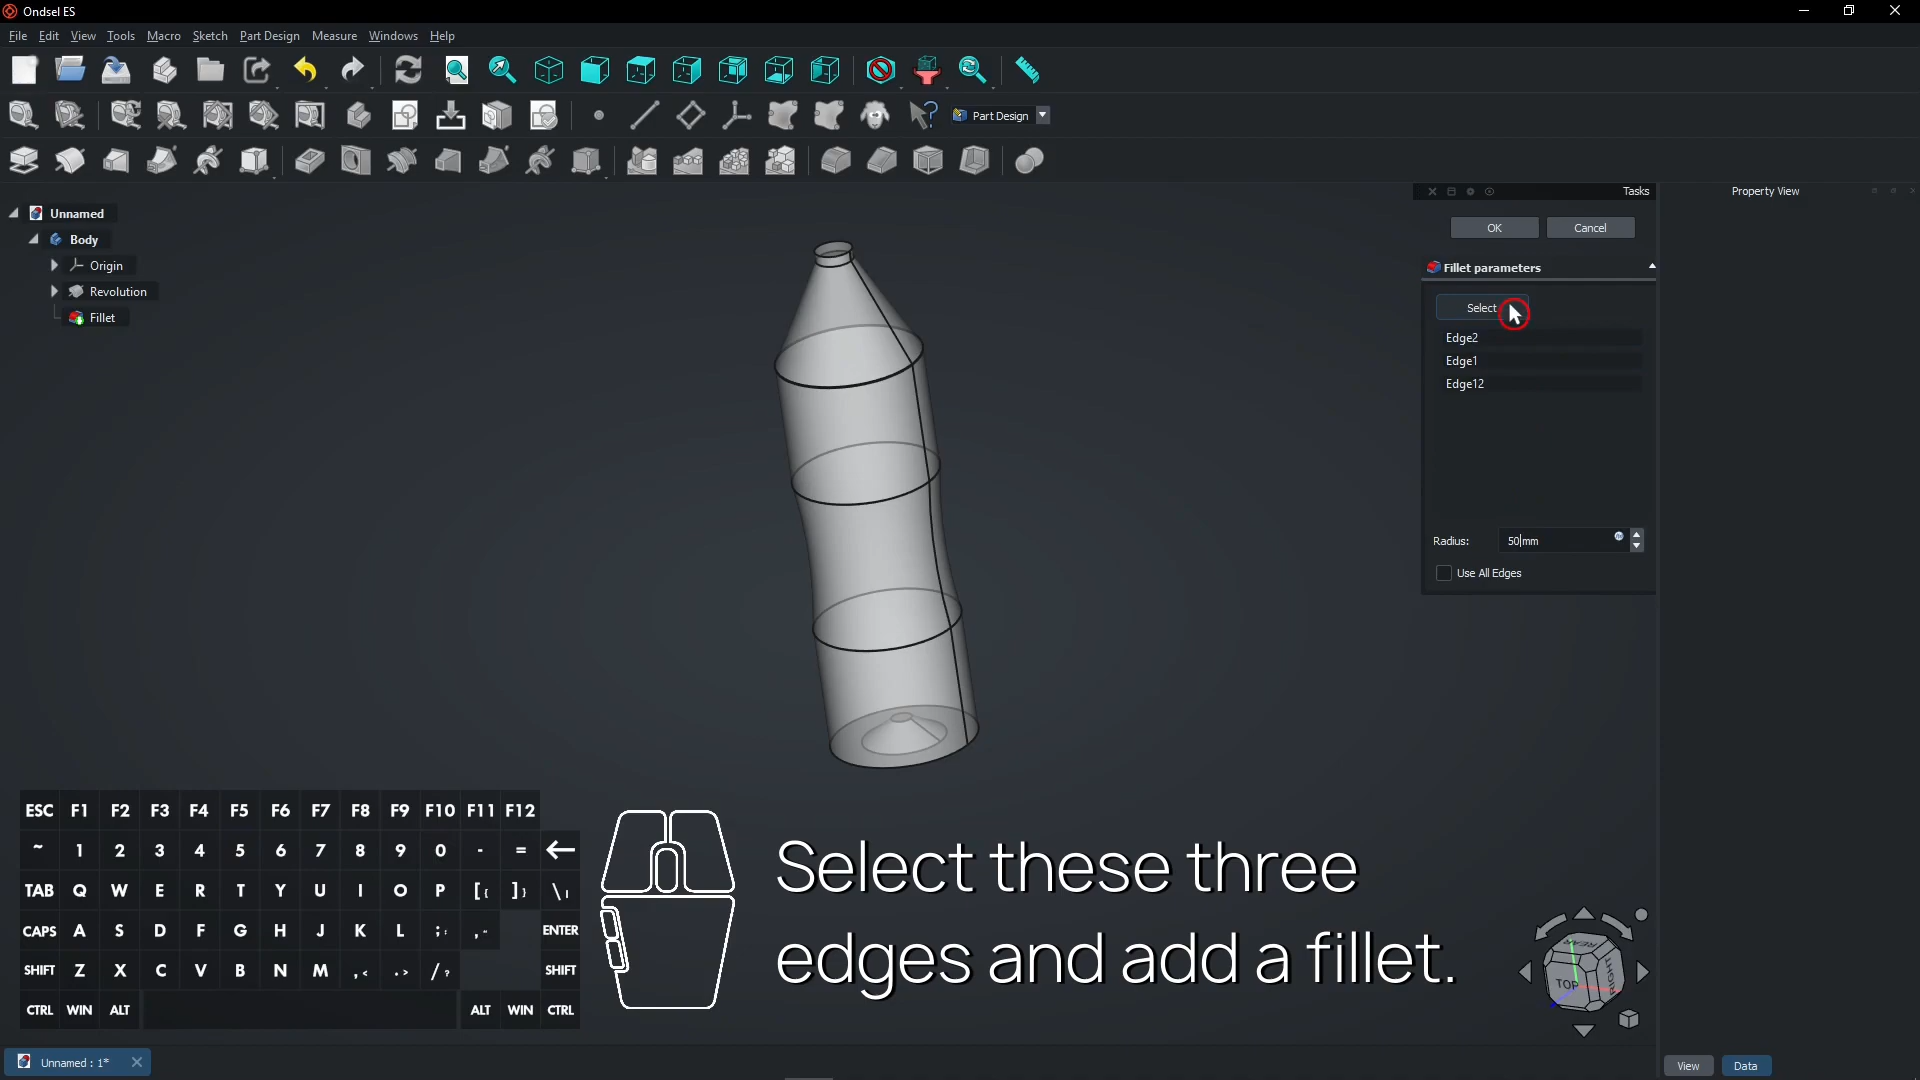 Ondsel ES
File Edit View Tools Macro Sketch Part Design Measure Windows Help
Part Design
Tasks
Property View
Unnamed
Body
Origin
Revolution
Fillet
OK Cancel
Fillet parameters
Select
Edge2
Edge1
Edge12
Radius: 50mm
Use All Edges
ESC F1 F2 F3 F4 F5 F6 F7 F8 F9 F10 F11 F12
~ 1 2 3 4 5 6 7 8 9 0 - =
TAB Q W E R T Y U I O P [{ ]} \|
CAPS A S D F G H J K L ;: ," ENTER
SHIFT Z X C V B N M ,< .> /? SHIFT
CTRL WIN ALT ALT WIN CTRL
Select these three
edges and add a fillet.
REAR
RIGHT
TOP
Unnamed : 1*
View Data